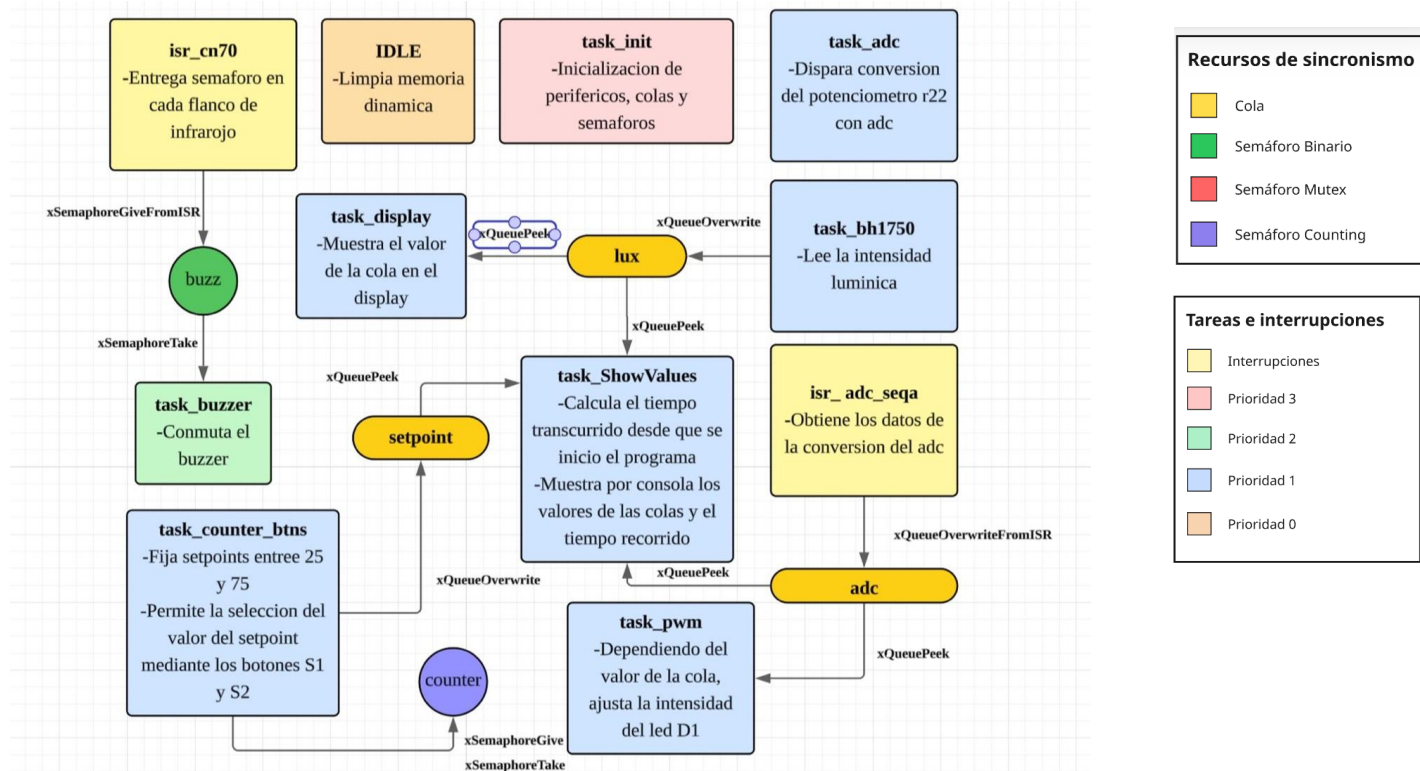 isr_cn70
-Entrega semaforo en
cada flanco de
infrarojo
IDLE
-Limpia memoria
dinamica
task_init
-Inicializacion de
perifericos, colas y
semaforos
task_adc
-Dispara conversion
del potenciometro r22
con adc
Recursos de sincronismo
Cola
Semáforo Binario
Semáforo Mutex
Semáforo Counting
xSemaphoreGiveFromISR
buzz
xSemaphoreTake
task_display
-Muestra el valor
de la cola en el
display
xQueuePeek
lux
xQueueOverwrite
task_bh1750
-Lee la intensidad
luminica
xQueuePeek
Tareas e interrupciones
Interrupciones
Prioridad 3
Prioridad 2
Prioridad 1
Prioridad 0
task_buzzer
-Conmuta el
buzzer
xQueuePeek
setpoint
task_ShowValues
-Calcula el tiempo
transcurrido desde que se
inicio el programa
-Muestra por consola los
valores de las colas y el
tiempo recorrido
isr_ adc_seqa
-Obtiene los datos de
la conversion del adc
xQueueOverwriteFromISR
xQueuePeek
adc
task_counter_btns
-Fija setpoints entree 25
y 75
-Permite la seleccion del
valor del setpoint
mediante los botones S1
y S2
xQueueOverwrite
counter
xSemaphoreGive
xSemaphoreTake
task_pwm
-Dependiendo del
valor de la cola,
ajusta la intensidad
del led D1
xQueuePeek